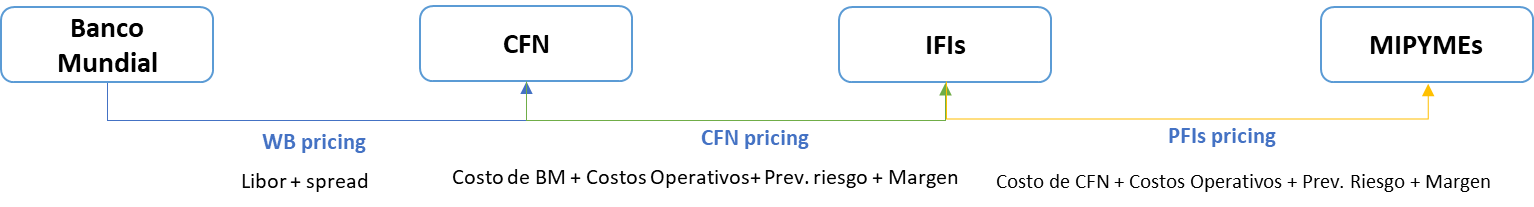 Banco
Mundial
CFN
IFIs
MIPYMEs
WB pricing
CFN pricing
PFIs pricing
Libor + spread
Costo de BM + Costos Operativos+ Prev. riesgo + Margen
Costo de CFN + Costos Operativos + Prev. Riesgo + Margen